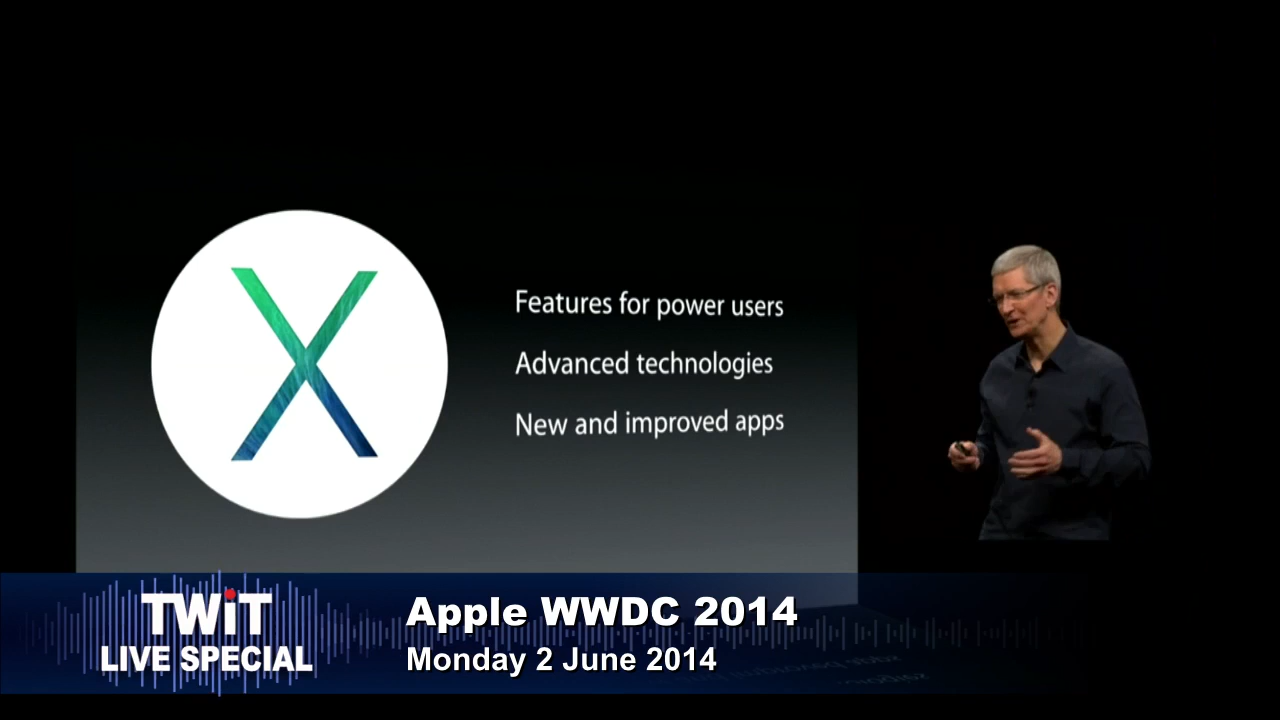 X
Features for power users
Advanced technologies
New and improved apps
TWiT
LIVE SPECIAL
Apple WWDC 2014
Monday 2 June 2014